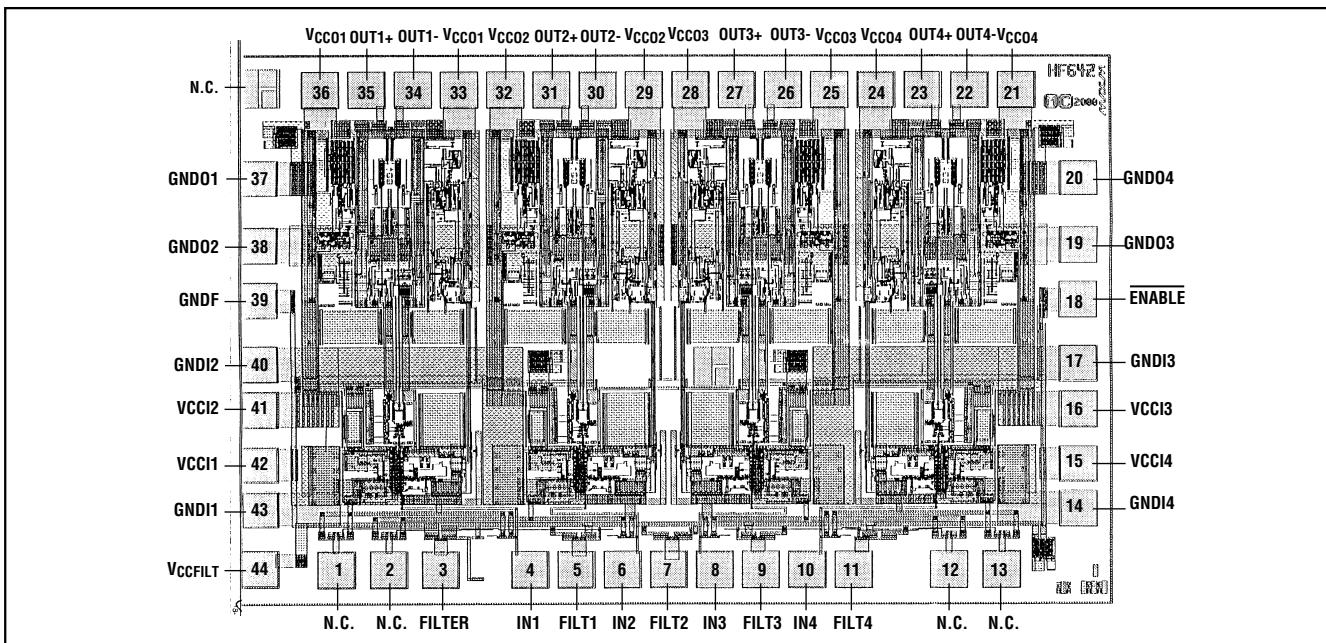 VCCO1 OUT1+ OUT1- VCCO1 VCCO2 OUT2+ OUT2- VCCO2 VCCO3 OUT3+ OUT3- VCCO3 VCCO4 OUT4+ OUT4- VCCO4
N.C.
36 35 34 33 32 31 30 29 28 27 26 25 24 23 22 21
HF64Z
2000
GNDO1 37 20 GNDO4
GNDO2 38 19 GNDO3
GNDF 39 18 ENABLE
GNDI2 40 17 GNDI3
VCCI2 41 16 VCCI3
VCCI1 42 15 VCCI4
GNDI1 43 14 GNDI4
VCCFILT 44 1 2 3 4 5 6 7 8 9 10 11 12 13
N.C. N.C. FILTER IN1 FILT1 IN2 FILT2 IN3 FILT3 IN4 FILT4 N.C. N.C.